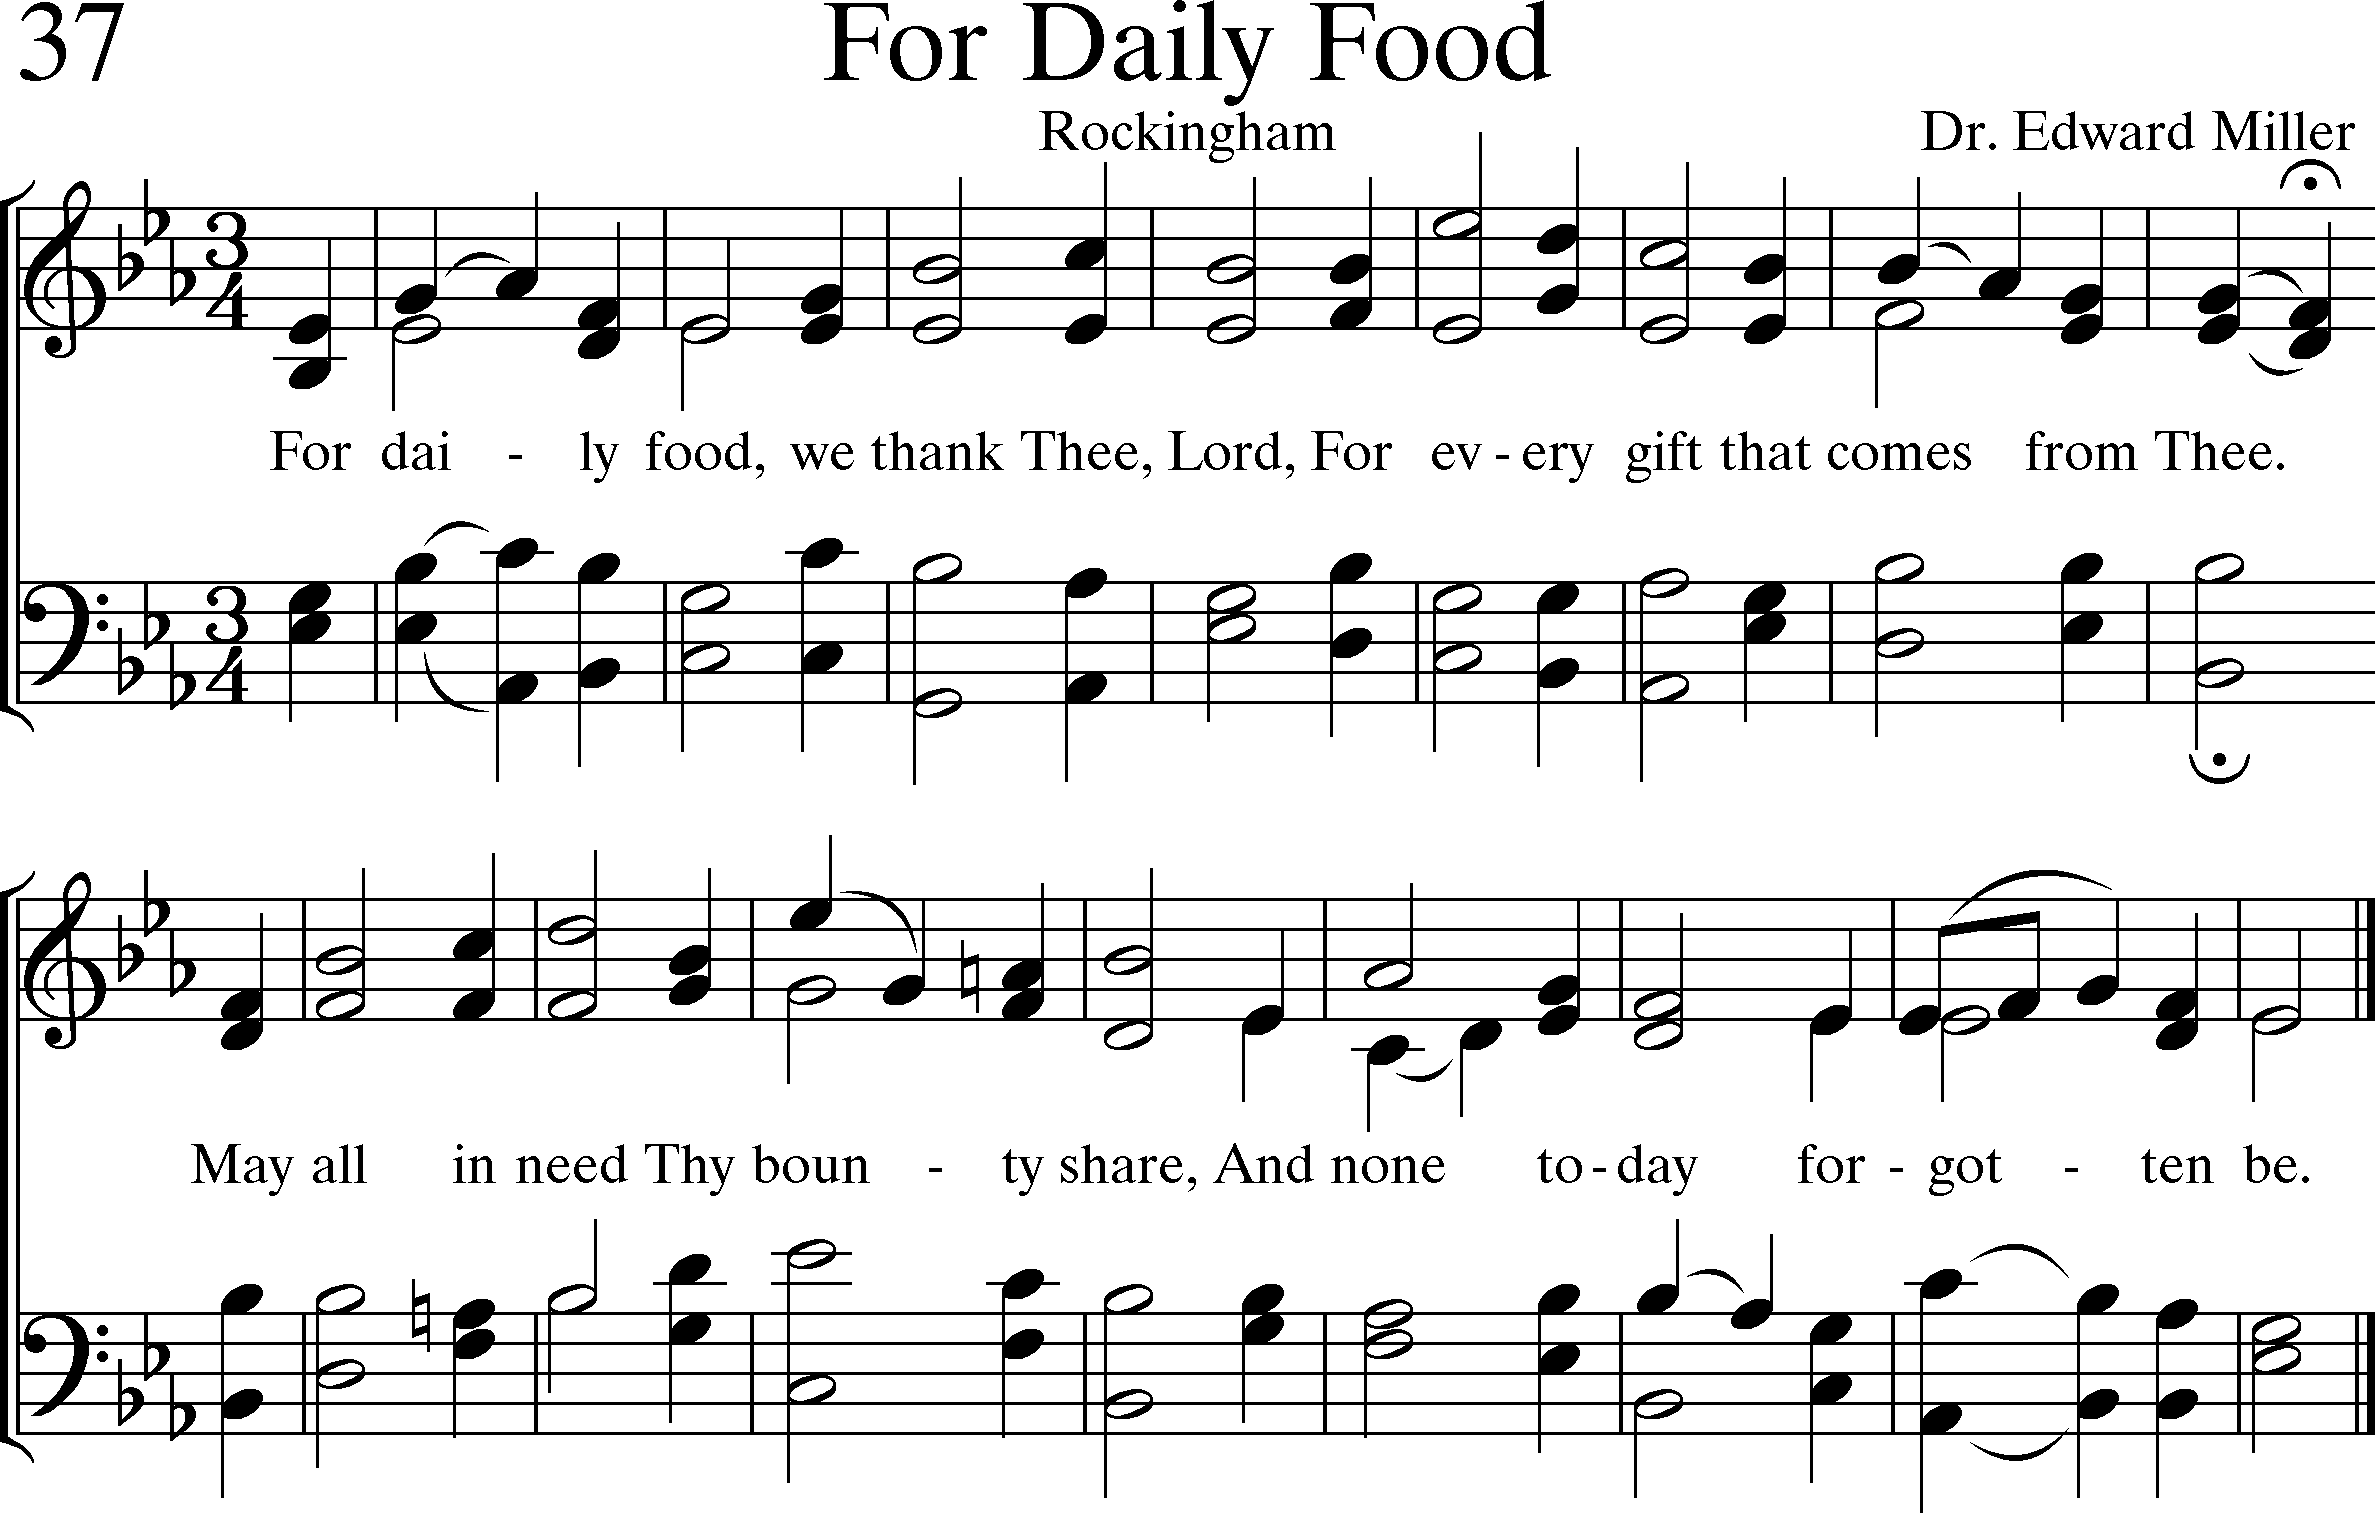 37
For Daily Food
Rockingham
Dr. Edward Miller
3 4
For dai - ly food, we thank Thee, Lord, For ev - ery gift that comes from Thee.
3 4
May all in need Thy boun - ty share, And none to - day for - got - ten be.